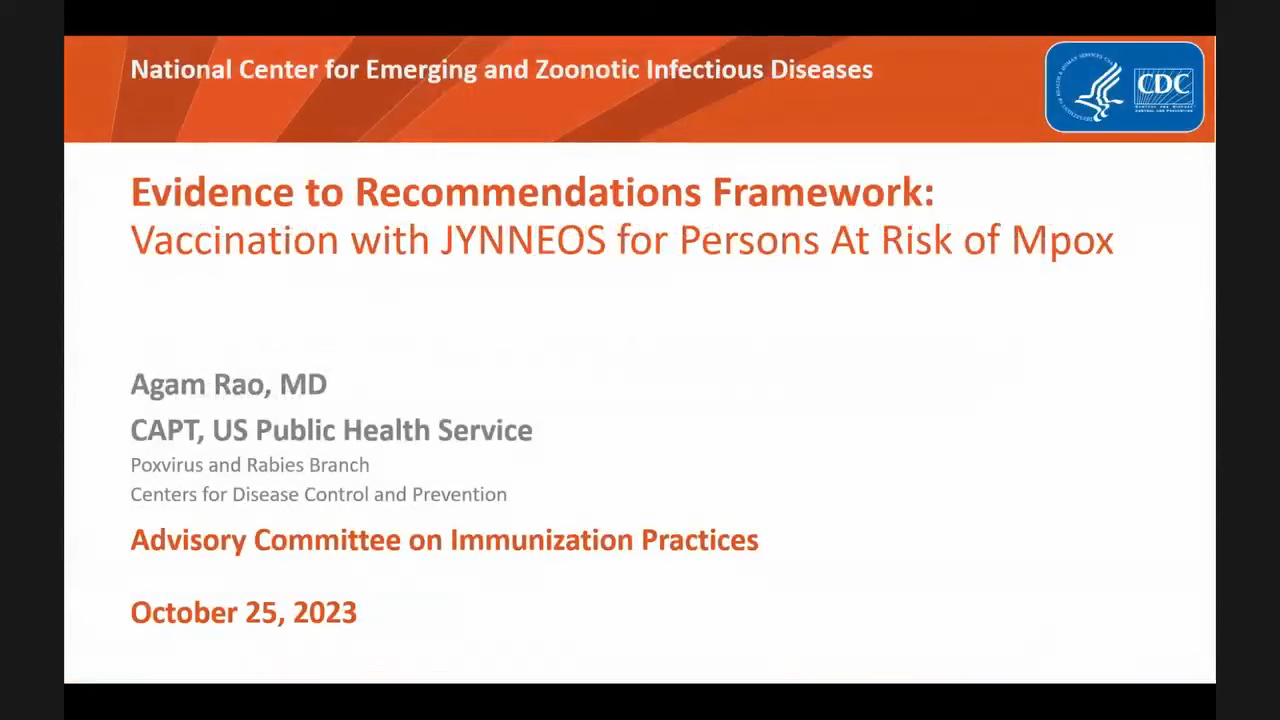 National Center for Emerging and Zoonotic Infectious Diseases
CDC
Evidence to Recommendations Framework:
Vaccination with JYNNEOS for Persons At Risk of Mpox
Agam Rao, MD
CAPT, US Public Health Service
Poxvirus and Rabies Branch
Centers for Disease Control and Prevention
Advisory Committee on Immunization Practices
October 25, 2023